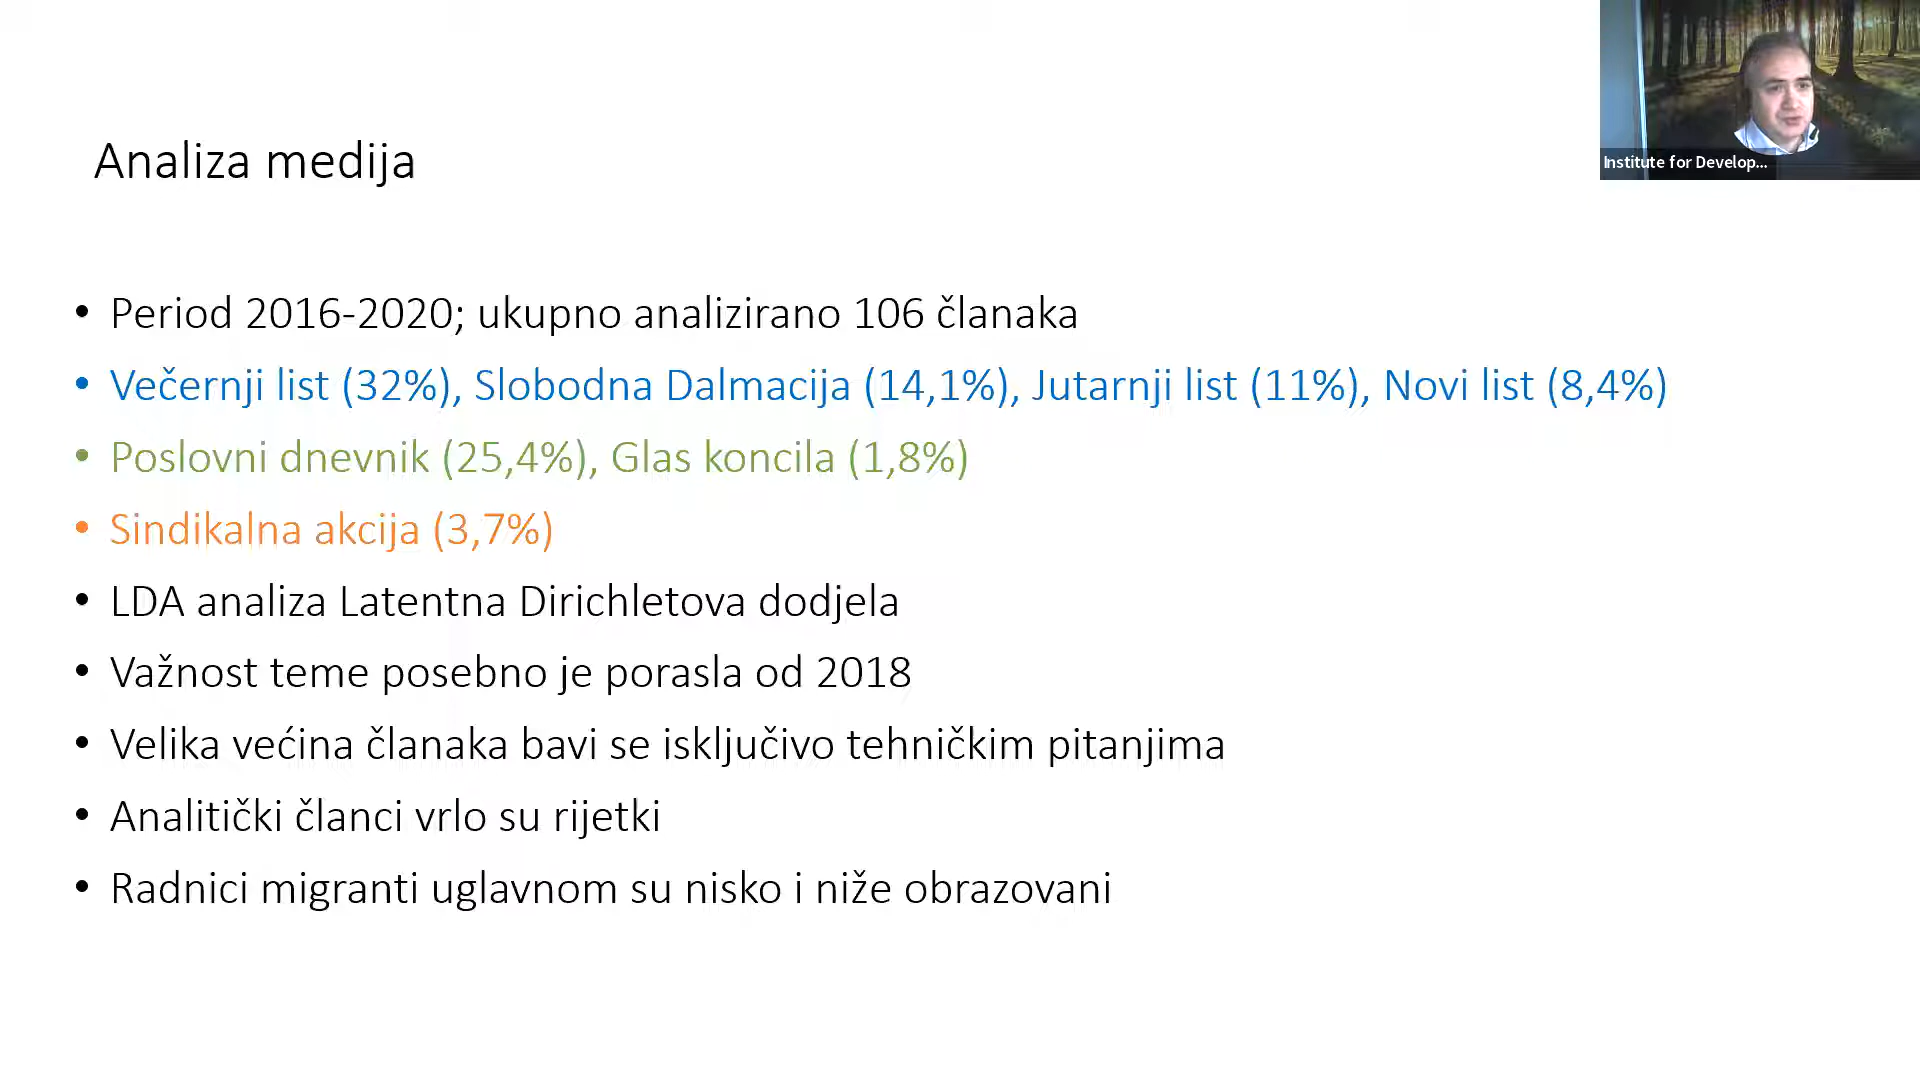 Institute for Develop...
Analiza medija
• Period 2016-2020; ukupno analizirano 106 članaka
• Večernji list (32%), Slobodna Dalmacija (14,1%), Jutarnji list (11%), Novi list (8,4%)
• Poslovni dnevnik (25,4%), Glas koncila (1,8%)
• Sindikalna akcija (3,7%)
• LDA analiza Latentna Dirichletova dodjela
• Važnost teme posebno je porasla od 2018
• Velika većina članaka bavi se isključivo tehničkim pitanjima
• Analitički članci vrlo su rijetki
• Radnici migranti uglavnom su nisko i niže obrazovani